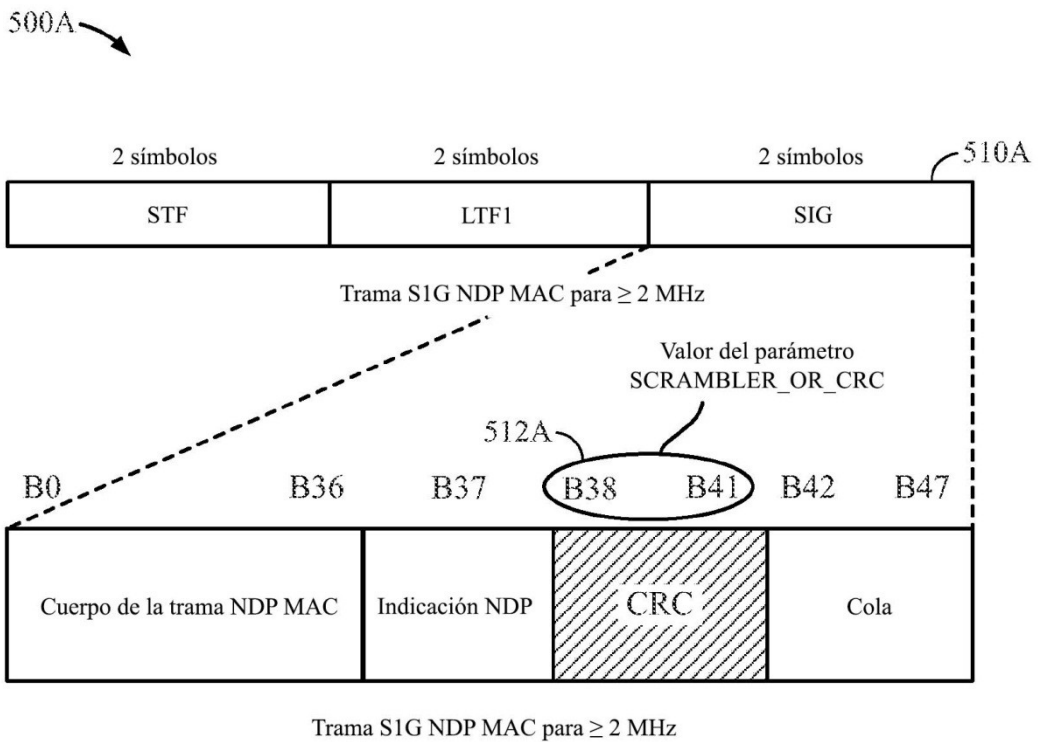 500A
2 símbolos 2 símbolos 2 símbolos 510A
STF LTF1 SIG
Trama S1G NDP MAC para ≥ 2 MHz
Valor del parámetro
SCRAMBLER_OR_CRC
512A
B0 B36 B37 B38 B41 B42 B47
Cuerpo de la trama NDP MAC Indicación NDP CRC Cola
Trama S1G NDP MAC para ≥ 2 MHz